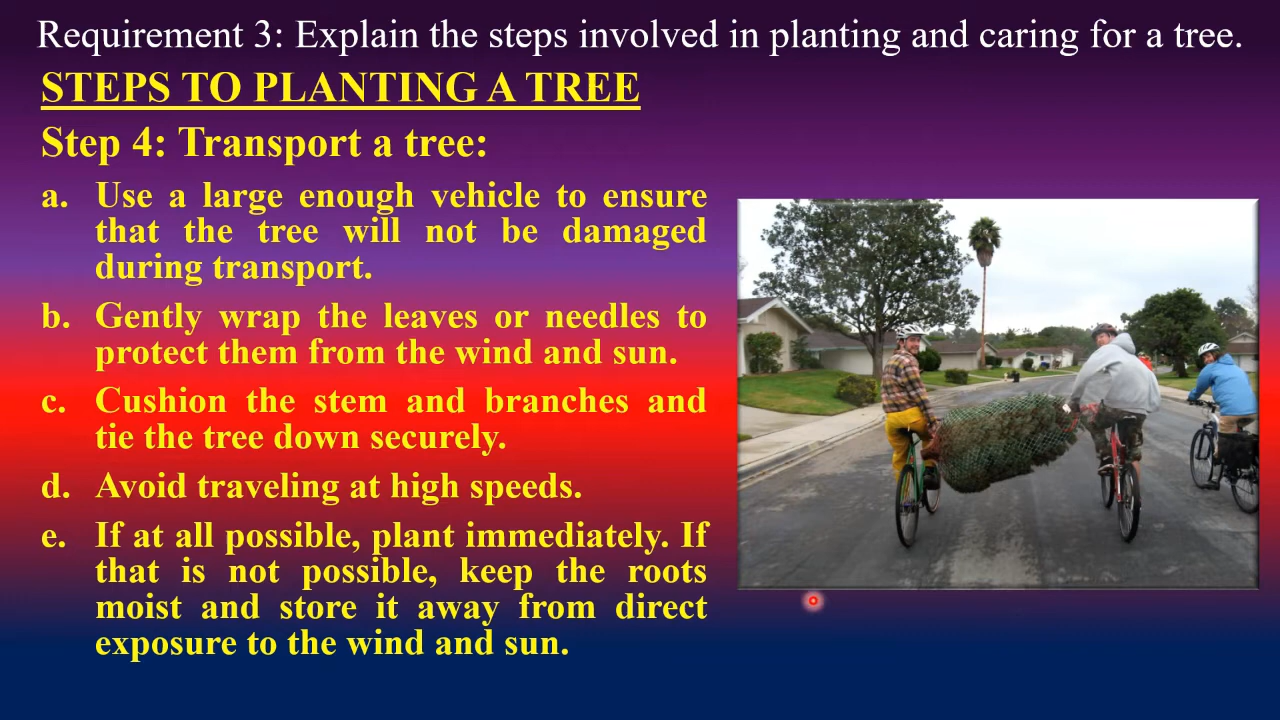 Requirement 3: Explain the steps involved in planting and caring for a tree.
STEPS TO PLANTING A TREE
Step 4: Transport a tree:
a. Use a large enough vehicle to ensure
that the tree will not be damaged
during transport.
b. Gently wrap the leaves or needles to
protect them from the wind and sun.
c. Cushion the stem and branches and
tie the tree down securely.
d. Avoid traveling at high speeds.
e. If at all possible, plant immediately. If
that is not possible, keep the roots
moist and store it away from direct
exposure to the wind and sun.